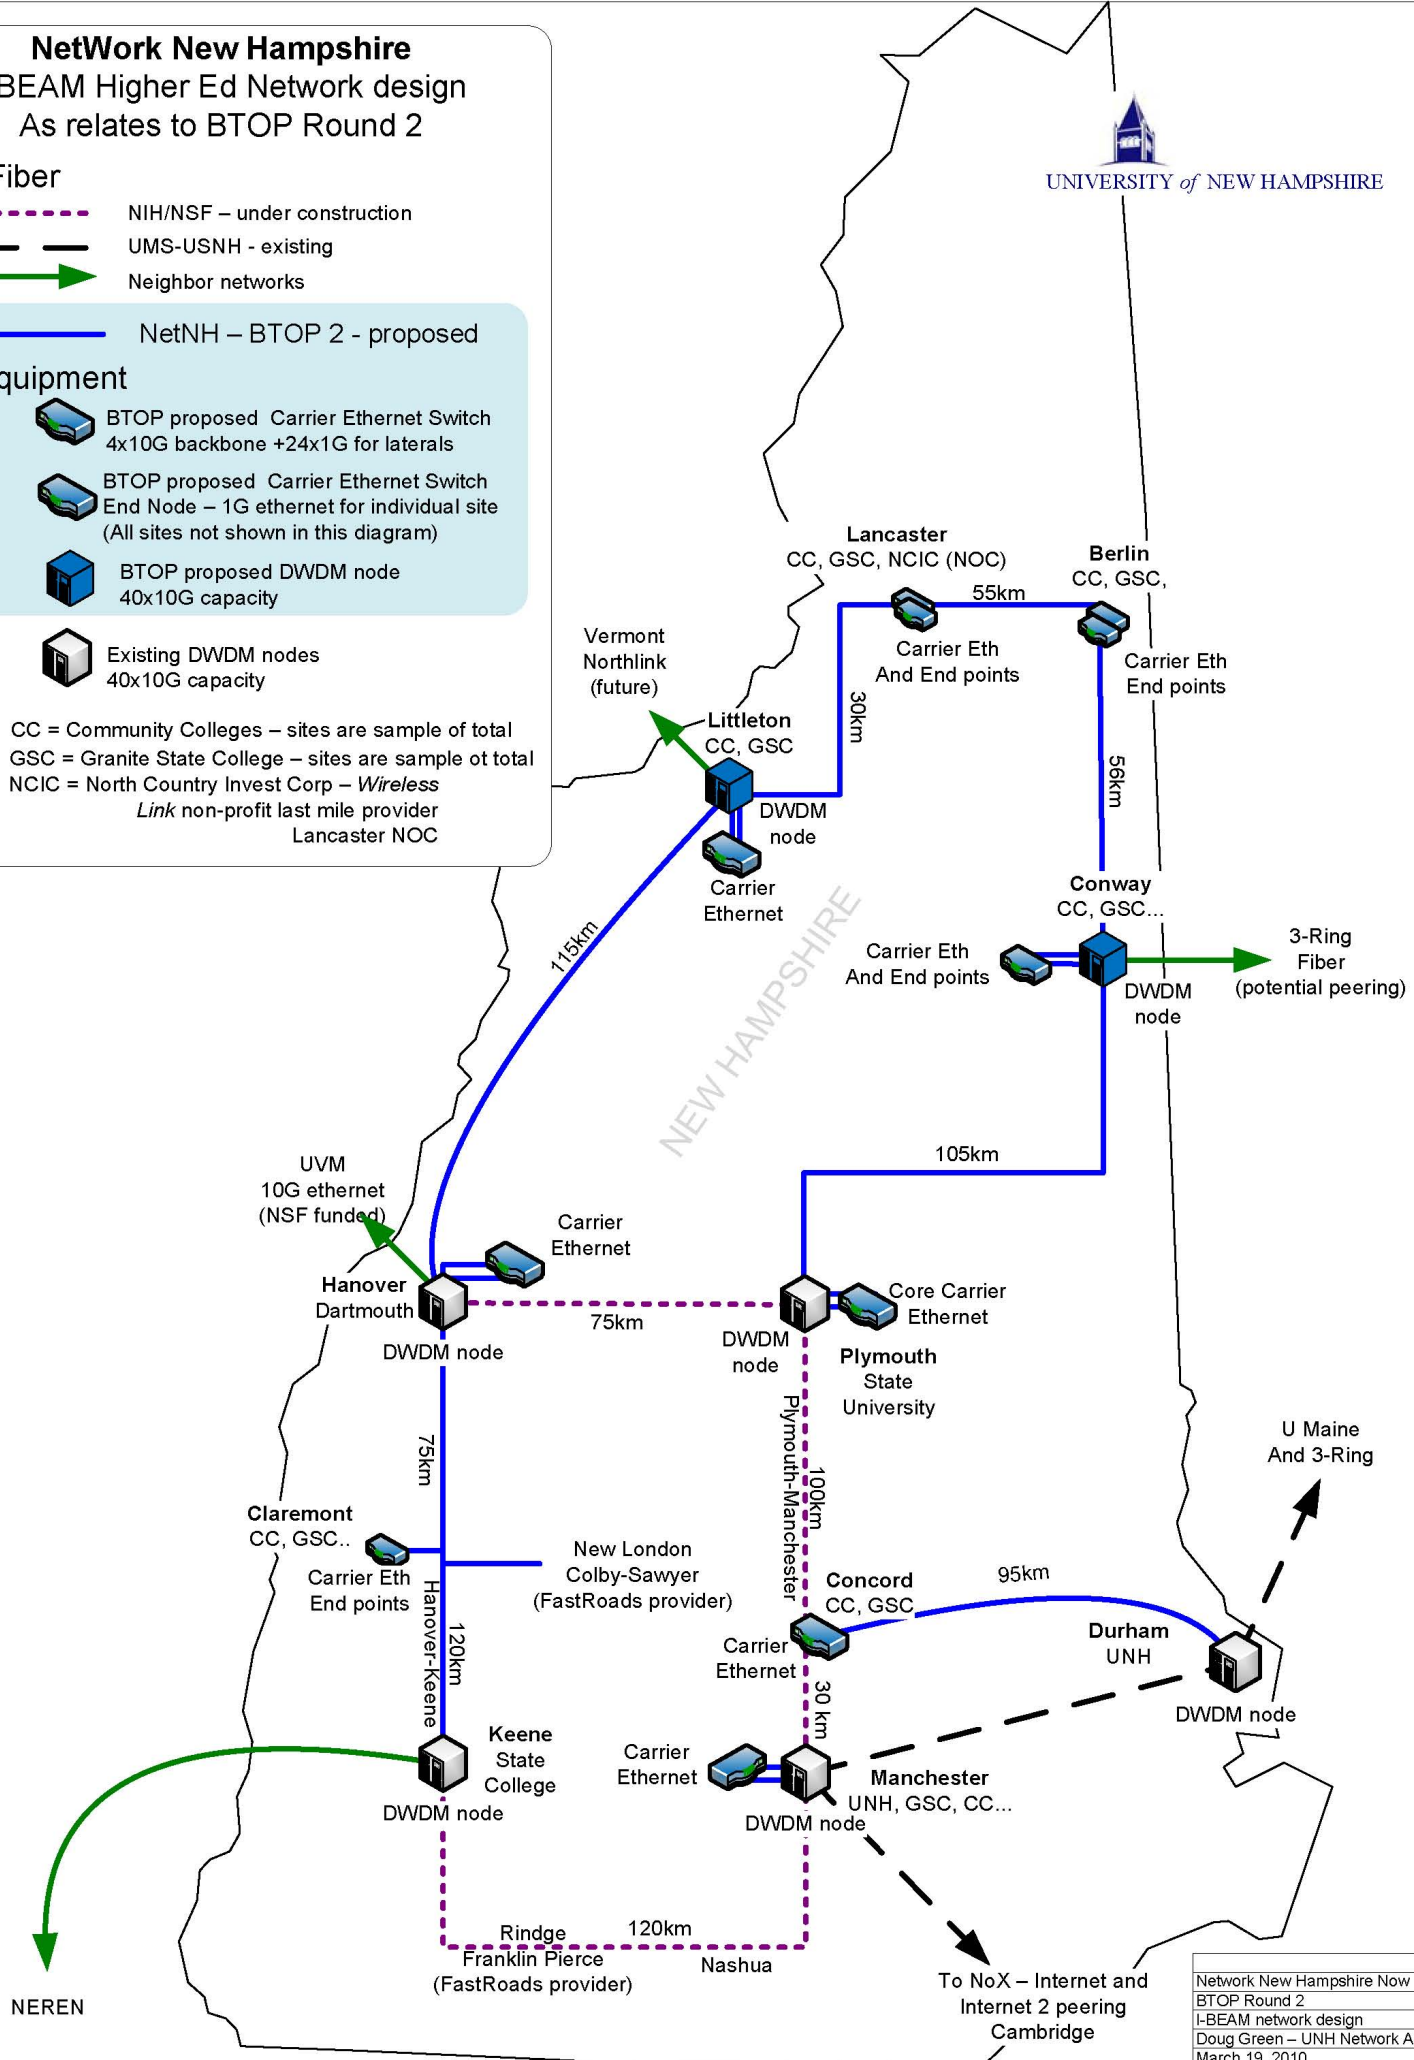 NetWork New Hampshire
BEAM Higher Ed Network design
As relates to BTOP Round 2
Fiber
NIH/NSF – under construction
UMS-USNH - existing
Neighbor networks
NetNH – BTOP 2 - proposed
quipment
BTOP proposed Carrier Ethernet Switch
4x10G backbone +24x1G for laterals
BTOP proposed Carrier Ethernet Switch
End Node – 1G ethernet for individual site
(All sites not shown in this diagram)
BTOP proposed DWDM node
40x10G capacity
Existing DWDM nodes
40x10G capacity
CC = Community Colleges – sites are sample of total
GSC = Granite State College – sites are sample ot total
NCIC = North Country Invest Corp – Wireless
Link non-profit last mile provider
Lancaster NOC
UNIVERSITY of NEW HAMPSHIRE
Lancaster
CC, GSC, NCIC (NOC)
Berlin
CC, GSC,
55km
Carrier Eth
And End points
Carrier Eth
End points
Vermont
Northlink
(future)
Littleton
CC, GSC
30km
DWDM
node
Carrier
Ethernet
56km
Conway
CC, GSC...
Carrier Eth
And End points
DWDM
node
3-Ring
Fiber
(potential peering)
115km
NEW HAMPSHIRE
105km
UVM
10G ethernet
(NSF funded)
Carrier
Ethernet
Hanover
Dartmouth
DWDM node
75km
Core Carrier
Ethernet
DWDM
node
Plymouth
State
University
75km
Plymouth-Manchester
100km
U Maine
And 3-Ring
Claremont
CC, GSC..
Carrier Eth
End points
New London
Colby-Sawyer
(FastRoads provider)
Hanover-Keene
120km
Concord
CC, GSC
95km
Carrier
Ethernet
Durham
UNH
DWDM node
30 km
Keene
State
College
DWDM node
Carrier
Ethernet
Manchester
UNH, GSC, CC...
DWDM node
Rindge
Franklin Pierce
(FastRoads provider)
120km
Nashua
NEREN
To NoX – Internet and
Internet 2 peering
Cambridge
Network New Hampshire Now
BTOP Round 2
I-BEAM network design
Doug Green – UNH Network A
March 19, 2010